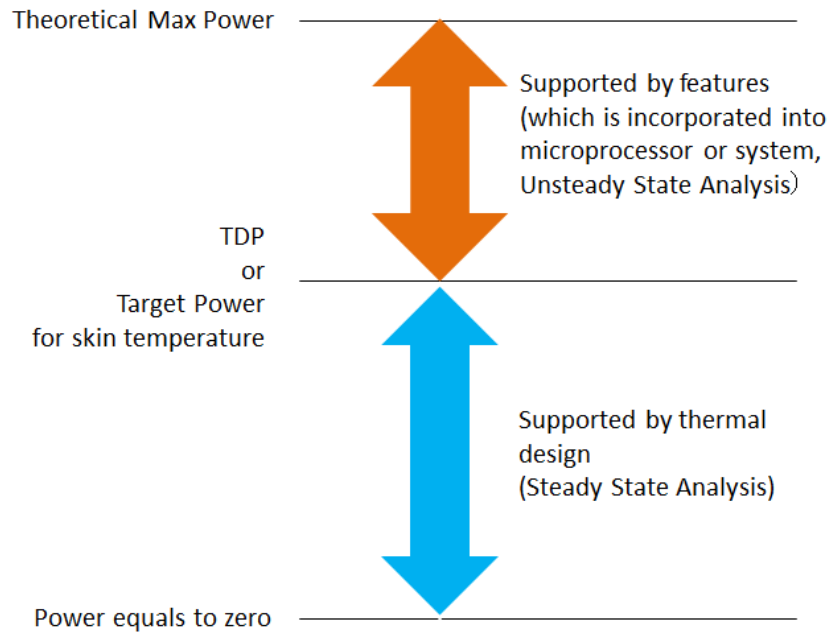 Theoretical Max Power
Supported by features
(which is incorporated into
microprocessor or system,
Unsteady State Analysis）
TDP
or
Target Power
for skin temperature
Supported by thermal
design
(Steady State Analysis)
Power equals to zero